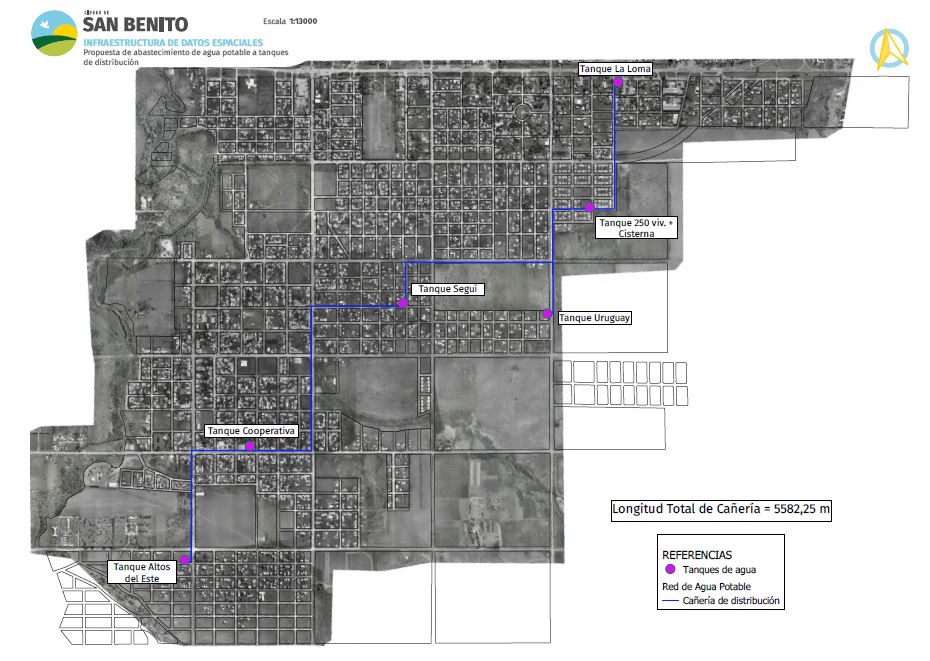 CIUDAD DE
SAN BENITO
INFRAESTRUCTURA DE DATOS ESPACIALES
Propuesta de abastecimiento de agua potable a tanques
de distribución
Escala 1:13000
Tanque La Loma
Tanque 250 viv. +
Cisterna
Tanque Segui
Tanque Uruguay
Tanque Cooperativa
Longitud Total de Cañería = 5582,25 m
Tanque Altos
del Este
REFERENCIAS
Tanques de agua
Red de Agua Potable
Cañería de distribución